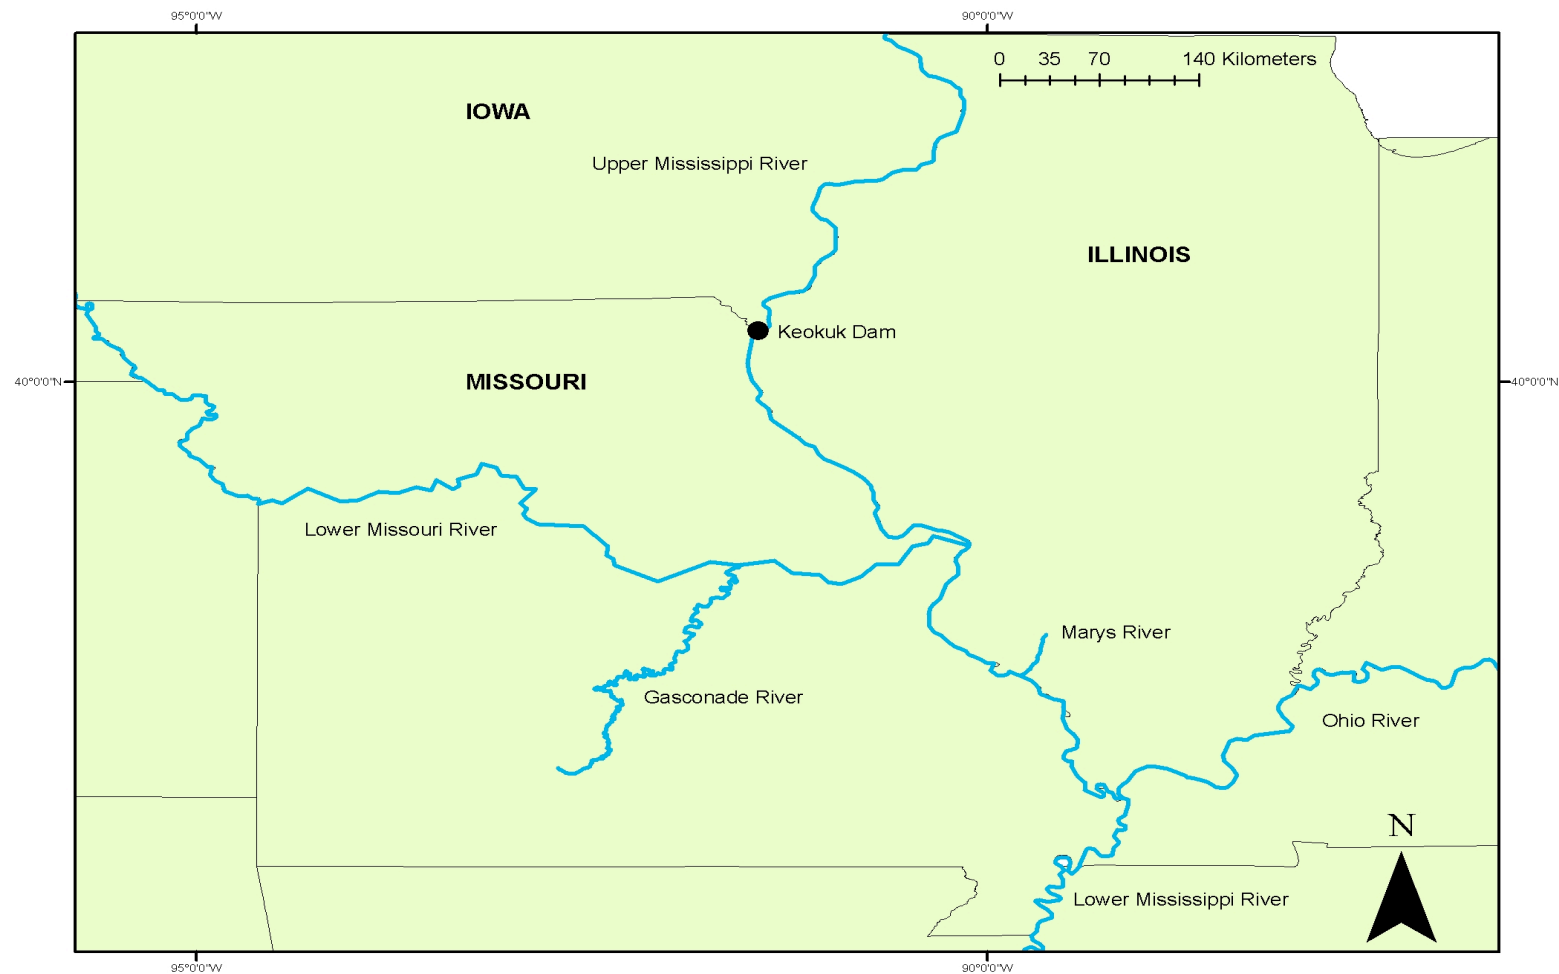 95°0'0"W
90°0'0"W
0 35 70 140 Kilometers
IOWA
Upper Mississippi River
ILLINOIS
Keokuk Dam
40°0'0"N
MISSOURI
40°0'0"N
Lower Missouri River
Marys River
Gasconade River
Ohio River
N
Lower Mississippi River
95°0'0"W
90°0'0"W